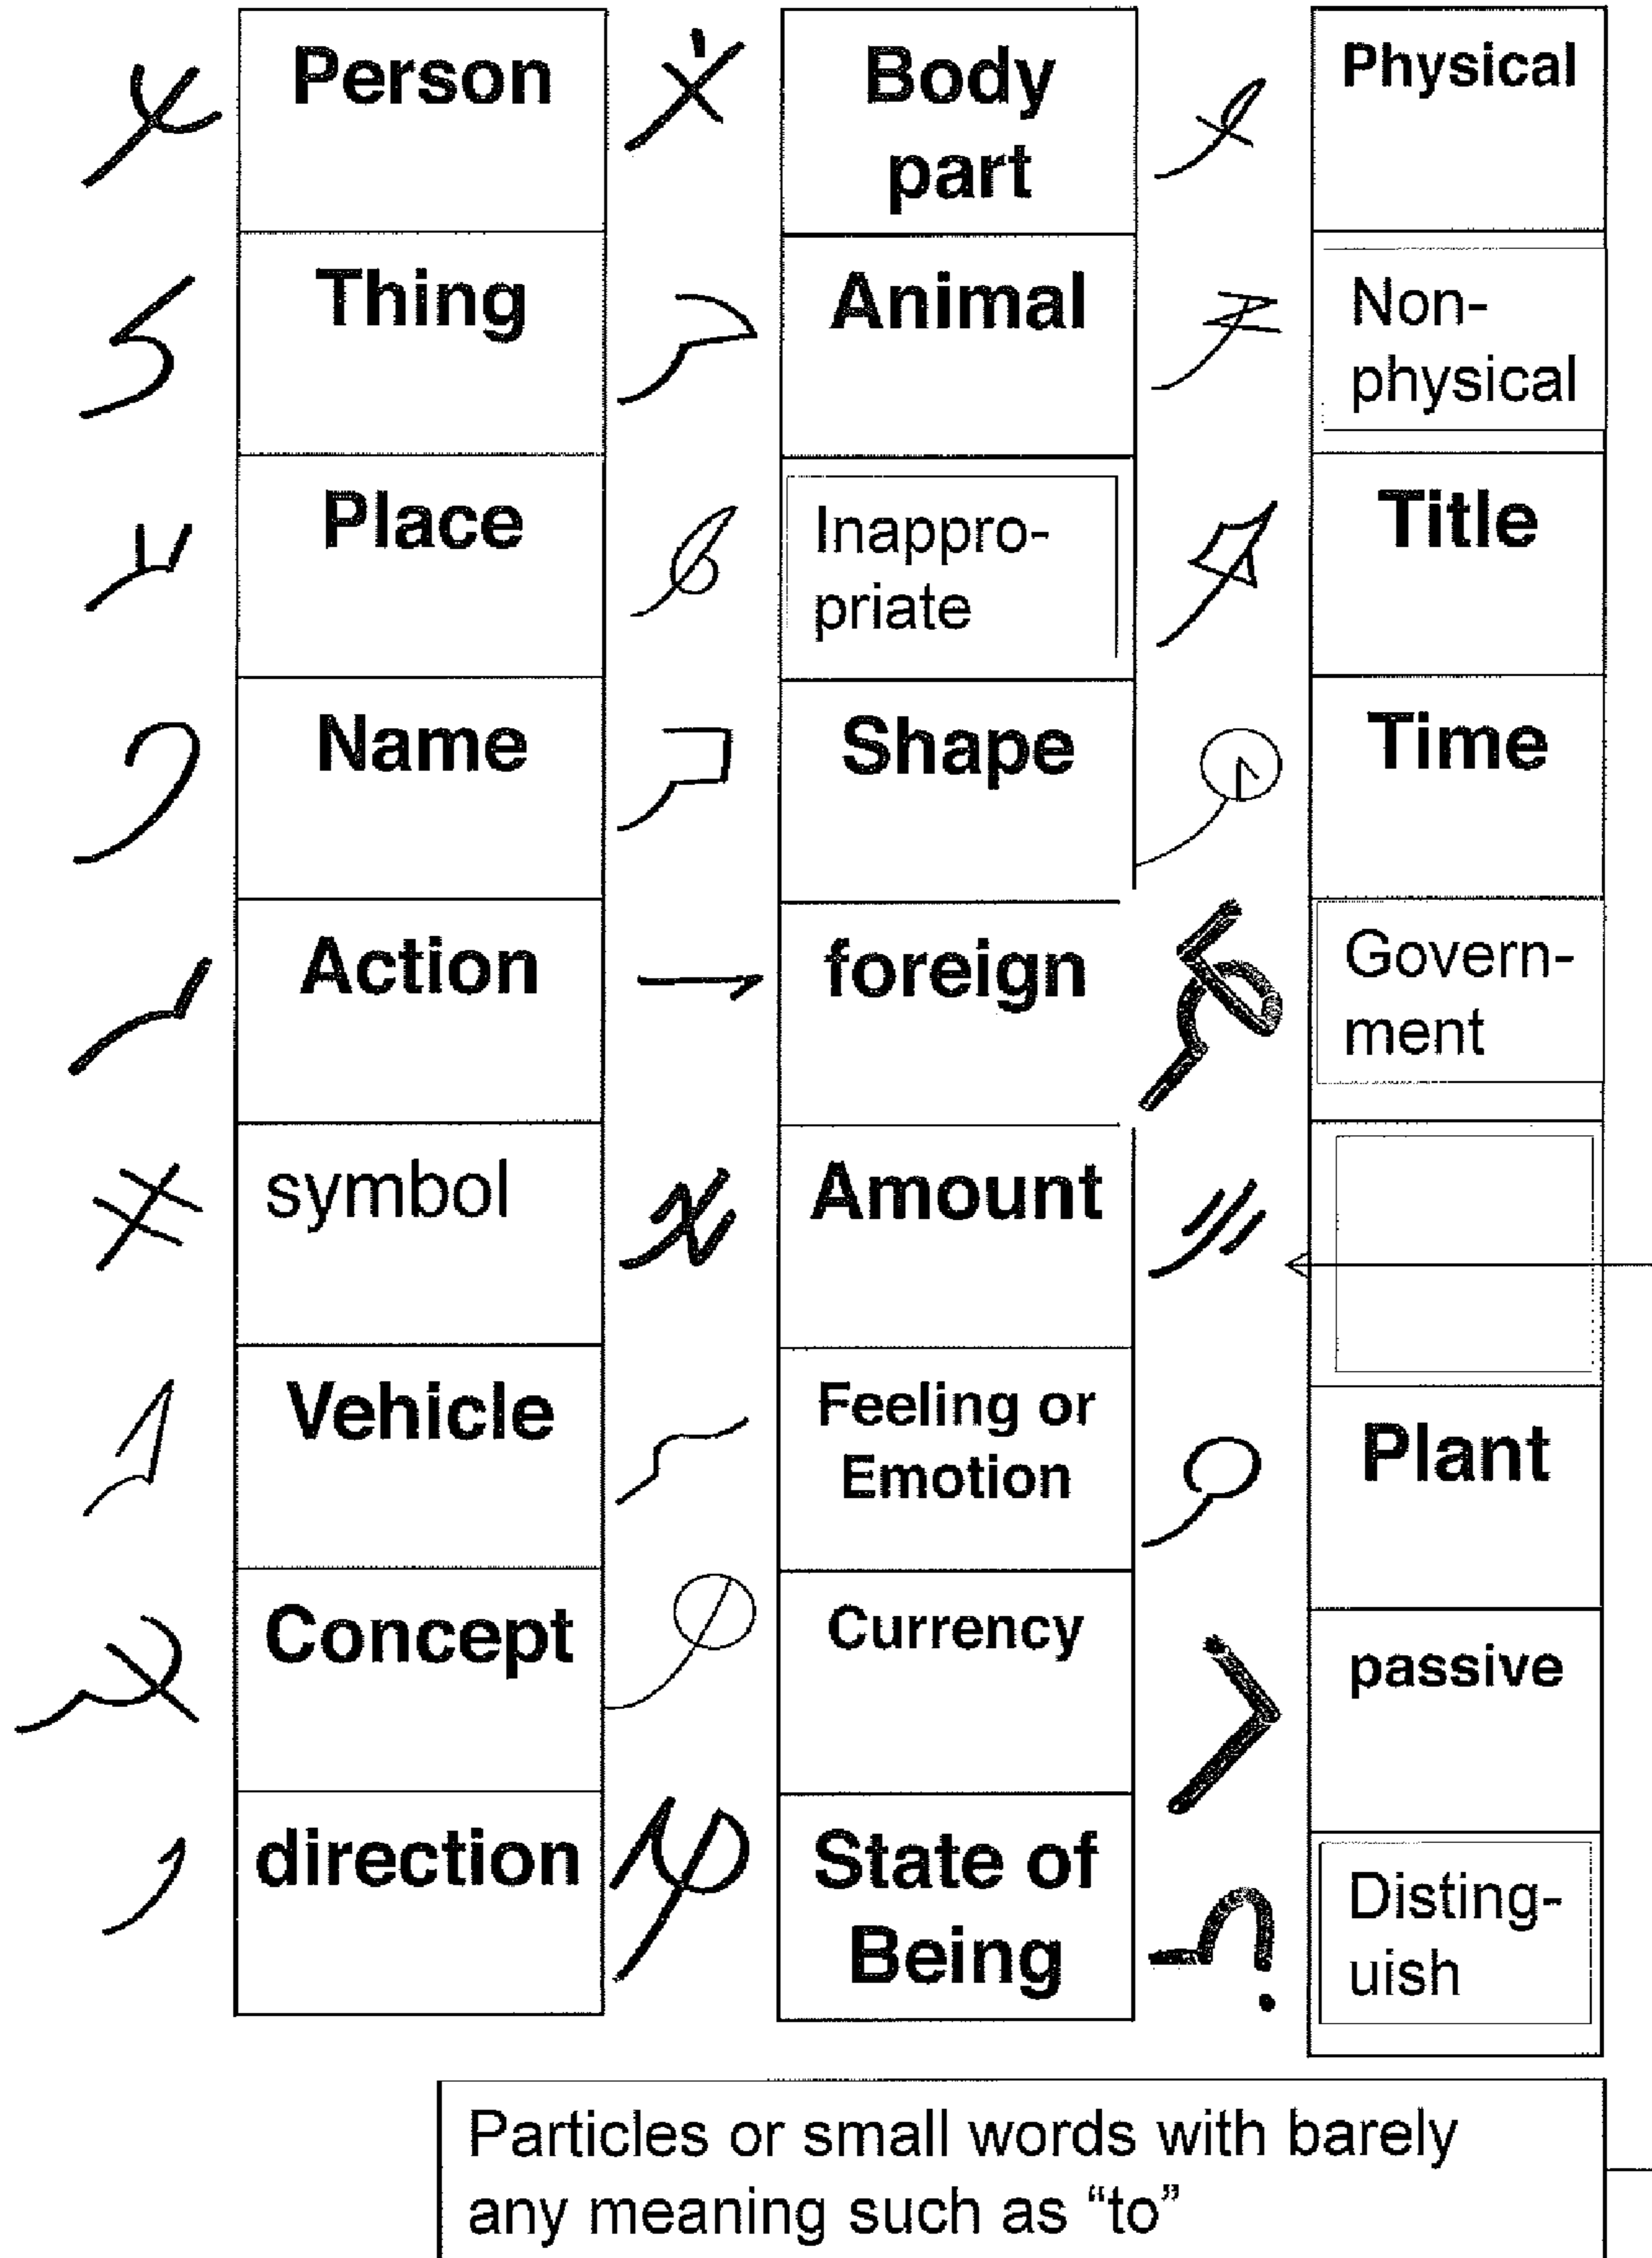 Person
Body
part
Physical
Thing
Animal
Non-
physical
Place
Inappro-
priate
Title
Name
Shape
Time
Action
foreign
Govern-
ment
symbol
Amount
Vehicle
Feeling or
Emotion
Plant
Concept
Currency
passive
direction
State of
Being
Disting-
uish
Particles or small words with barely
any meaning such as “to”